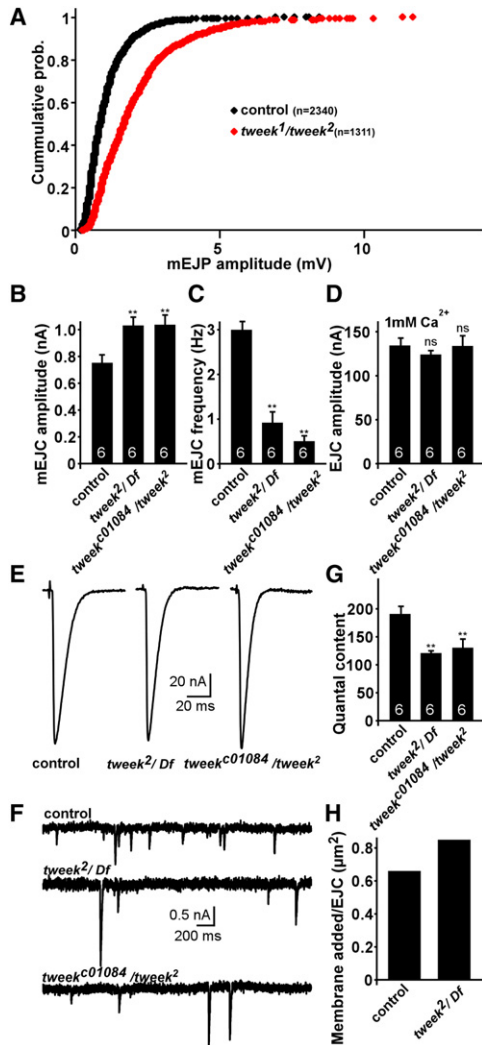 A
Cummulative prob.
1
0.8
0.6
0.4
0.2
0
0
5
10
mEJP amplitude (mV)
control (n=2340)
tweek¹/tweek² (n=1311)
B
mEJC amplitude (nA)
1.0
0.8
0.6
0.4
0.2
0
**
**
6
6
6
control
tweek²/ Df
tweekᶜ⁰¹⁰⁸⁴/tweek²
C
mEJC frequency (Hz)
3
2
1
0
**
**
6
6
6
control
tweek²/ Df
tweekᶜ⁰¹⁰⁸⁴/tweek²
D
1mM Ca²⁺
EJC amplitude (nA)
150
100
50
0
ns
ns
6
6
6
control
tweek²/ Df
tweekᶜ⁰¹⁰⁸⁴/tweek²
E
20 nA
20 ms
control
tweek²/ Df
tweekᶜ⁰¹⁰⁸⁴/tweek²
G
Quantal content
200
150
100
50
0
**
**
6
6
6
control
tweek²/ Df
tweekᶜ⁰¹⁰⁸⁴/tweek²
F
control
tweek²/ Df
0.5 nA
200 ms
tweekᶜ⁰¹⁰⁸⁴/tweek²
H
Membrane added/EJC (µm²)
0.8
0.6
0.4
0.2
0
control
tweek²/ Df